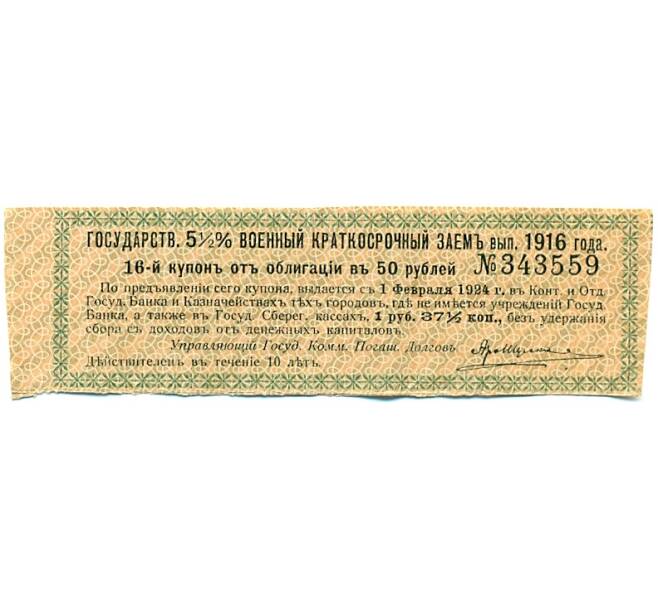 ГОСУДАРСТВ. 5½% ВОЕННЫЙ КРАТКОСРОЧНЫЙ ЗАЕМЪ вып. 1916 года.
16-й купонъ отъ облигаціи въ 50 рублей №343559
По предъявленіи сего купона, выдается съ 1 Февраля 1924 г., въ Конт. и Отд.
Госуд. Банка и Казначействахъ тѣхъ городовъ, гдѣ не имѣется учрежденій Госуд.
Банка, а также въ Госуд. Сберег. кассахъ, 1 руб. 37½ коп., безъ удержанія
сбора съ доходовъ отъ денежныхъ капиталовъ.
Управляющій Госуд. Комм. Погаш. Долговъ
Дѣйствителенъ въ теченіе 10 лѣтъ.